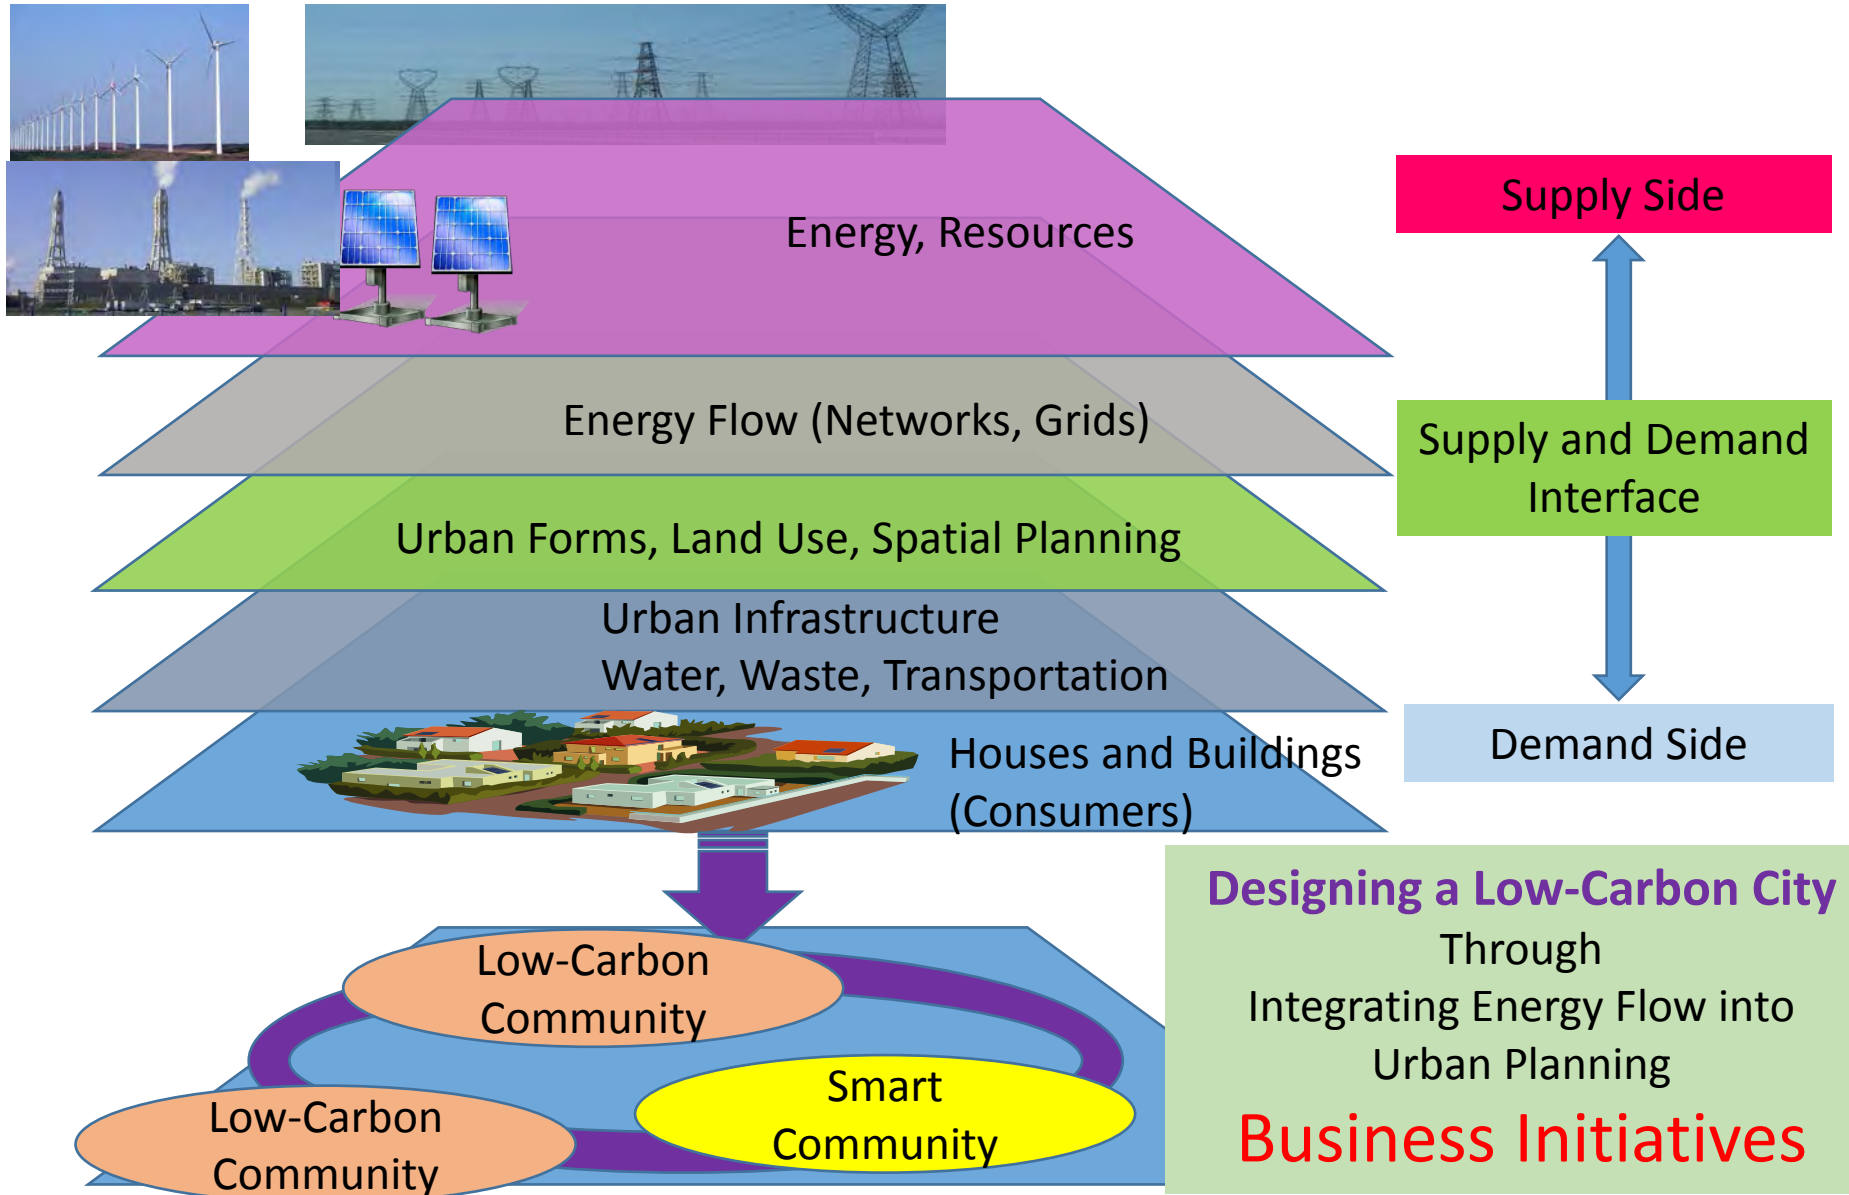 Energy, Resources
Supply Side
Energy Flow (Networks, Grids)
Supply and Demand
Interface
Urban Forms, Land Use, Spatial Planning
Urban Infrastructure
Water, Waste, Transportation
Houses and Buildings
(Consumers)
Demand Side
Low-Carbon
Community
Low-Carbon
Community
Smart
Community
Designing a Low-Carbon City
Through
Integrating Energy Flow into
Urban Planning
Business Initiatives